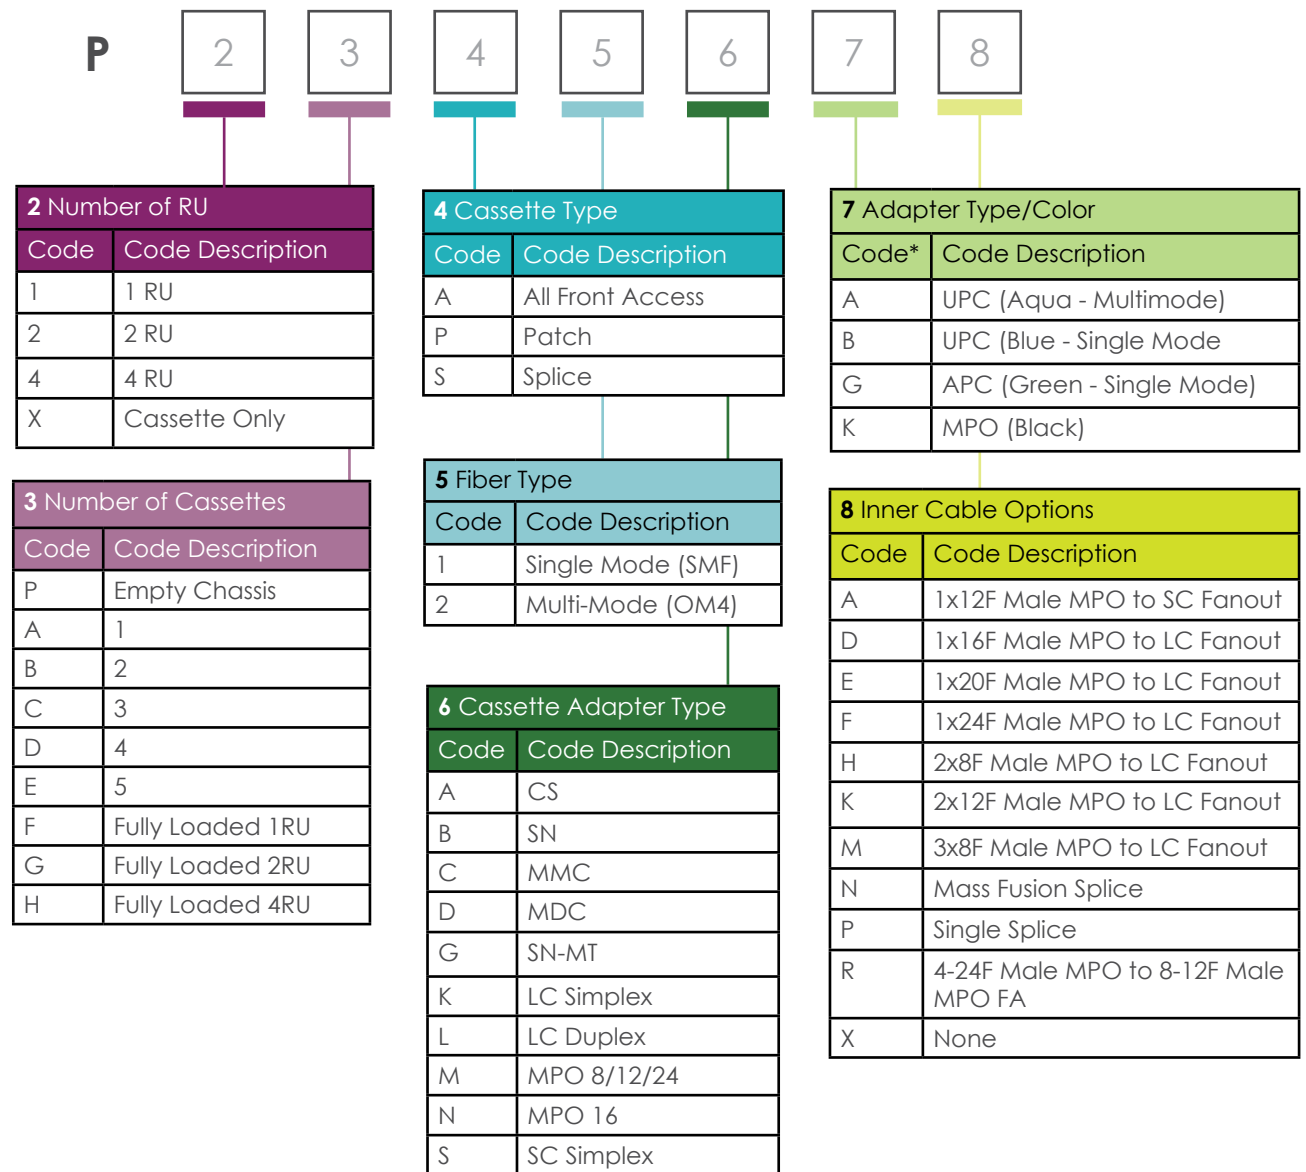 P 2 3 4 5 6 7 8
2 Number of RU
Code Code Description
1 1 RU
2 2 RU
4 4 RU
X Cassette Only
3 Number of Cassettes
Code Code Description
P Empty Chassis
A 1
B 2
C 3
D 4
E 5
F Fully Loaded 1RU
G Fully Loaded 2RU
H Fully Loaded 4RU
4 Cassette Type
Code Code Description
A All Front Access
P Patch
S Splice
5 Fiber Type
Code Code Description
1 Single Mode (SMF)
2 Multi-Mode (OM4)
6 Cassette Adapter Type
Code Code Description
A CS
B SN
C MMC
D MDC
G SN-MT
K LC Simplex
L LC Duplex
M MPO 8/12/24
N MPO 16
S SC Simplex
7 Adapter Type/Color
Code* Code Description
A UPC (Aqua - Multimode)
B UPC (Blue - Single Mode
G APC (Green - Single Mode)
K MPO (Black)
8 Inner Cable Options
Code Code Description
A 1x12F Male MPO to SC Fanout
D 1x16F Male MPO to LC Fanout
E 1x20F Male MPO to LC Fanout
F 1x24F Male MPO to LC Fanout
H 2x8F Male MPO to LC Fanout
K 2x12F Male MPO to LC Fanout
M 3x8F Male MPO to LC Fanout
N Mass Fusion Splice
P Single Splice
R 4-24F Male MPO to 8-12F Male
MPO FA
X None